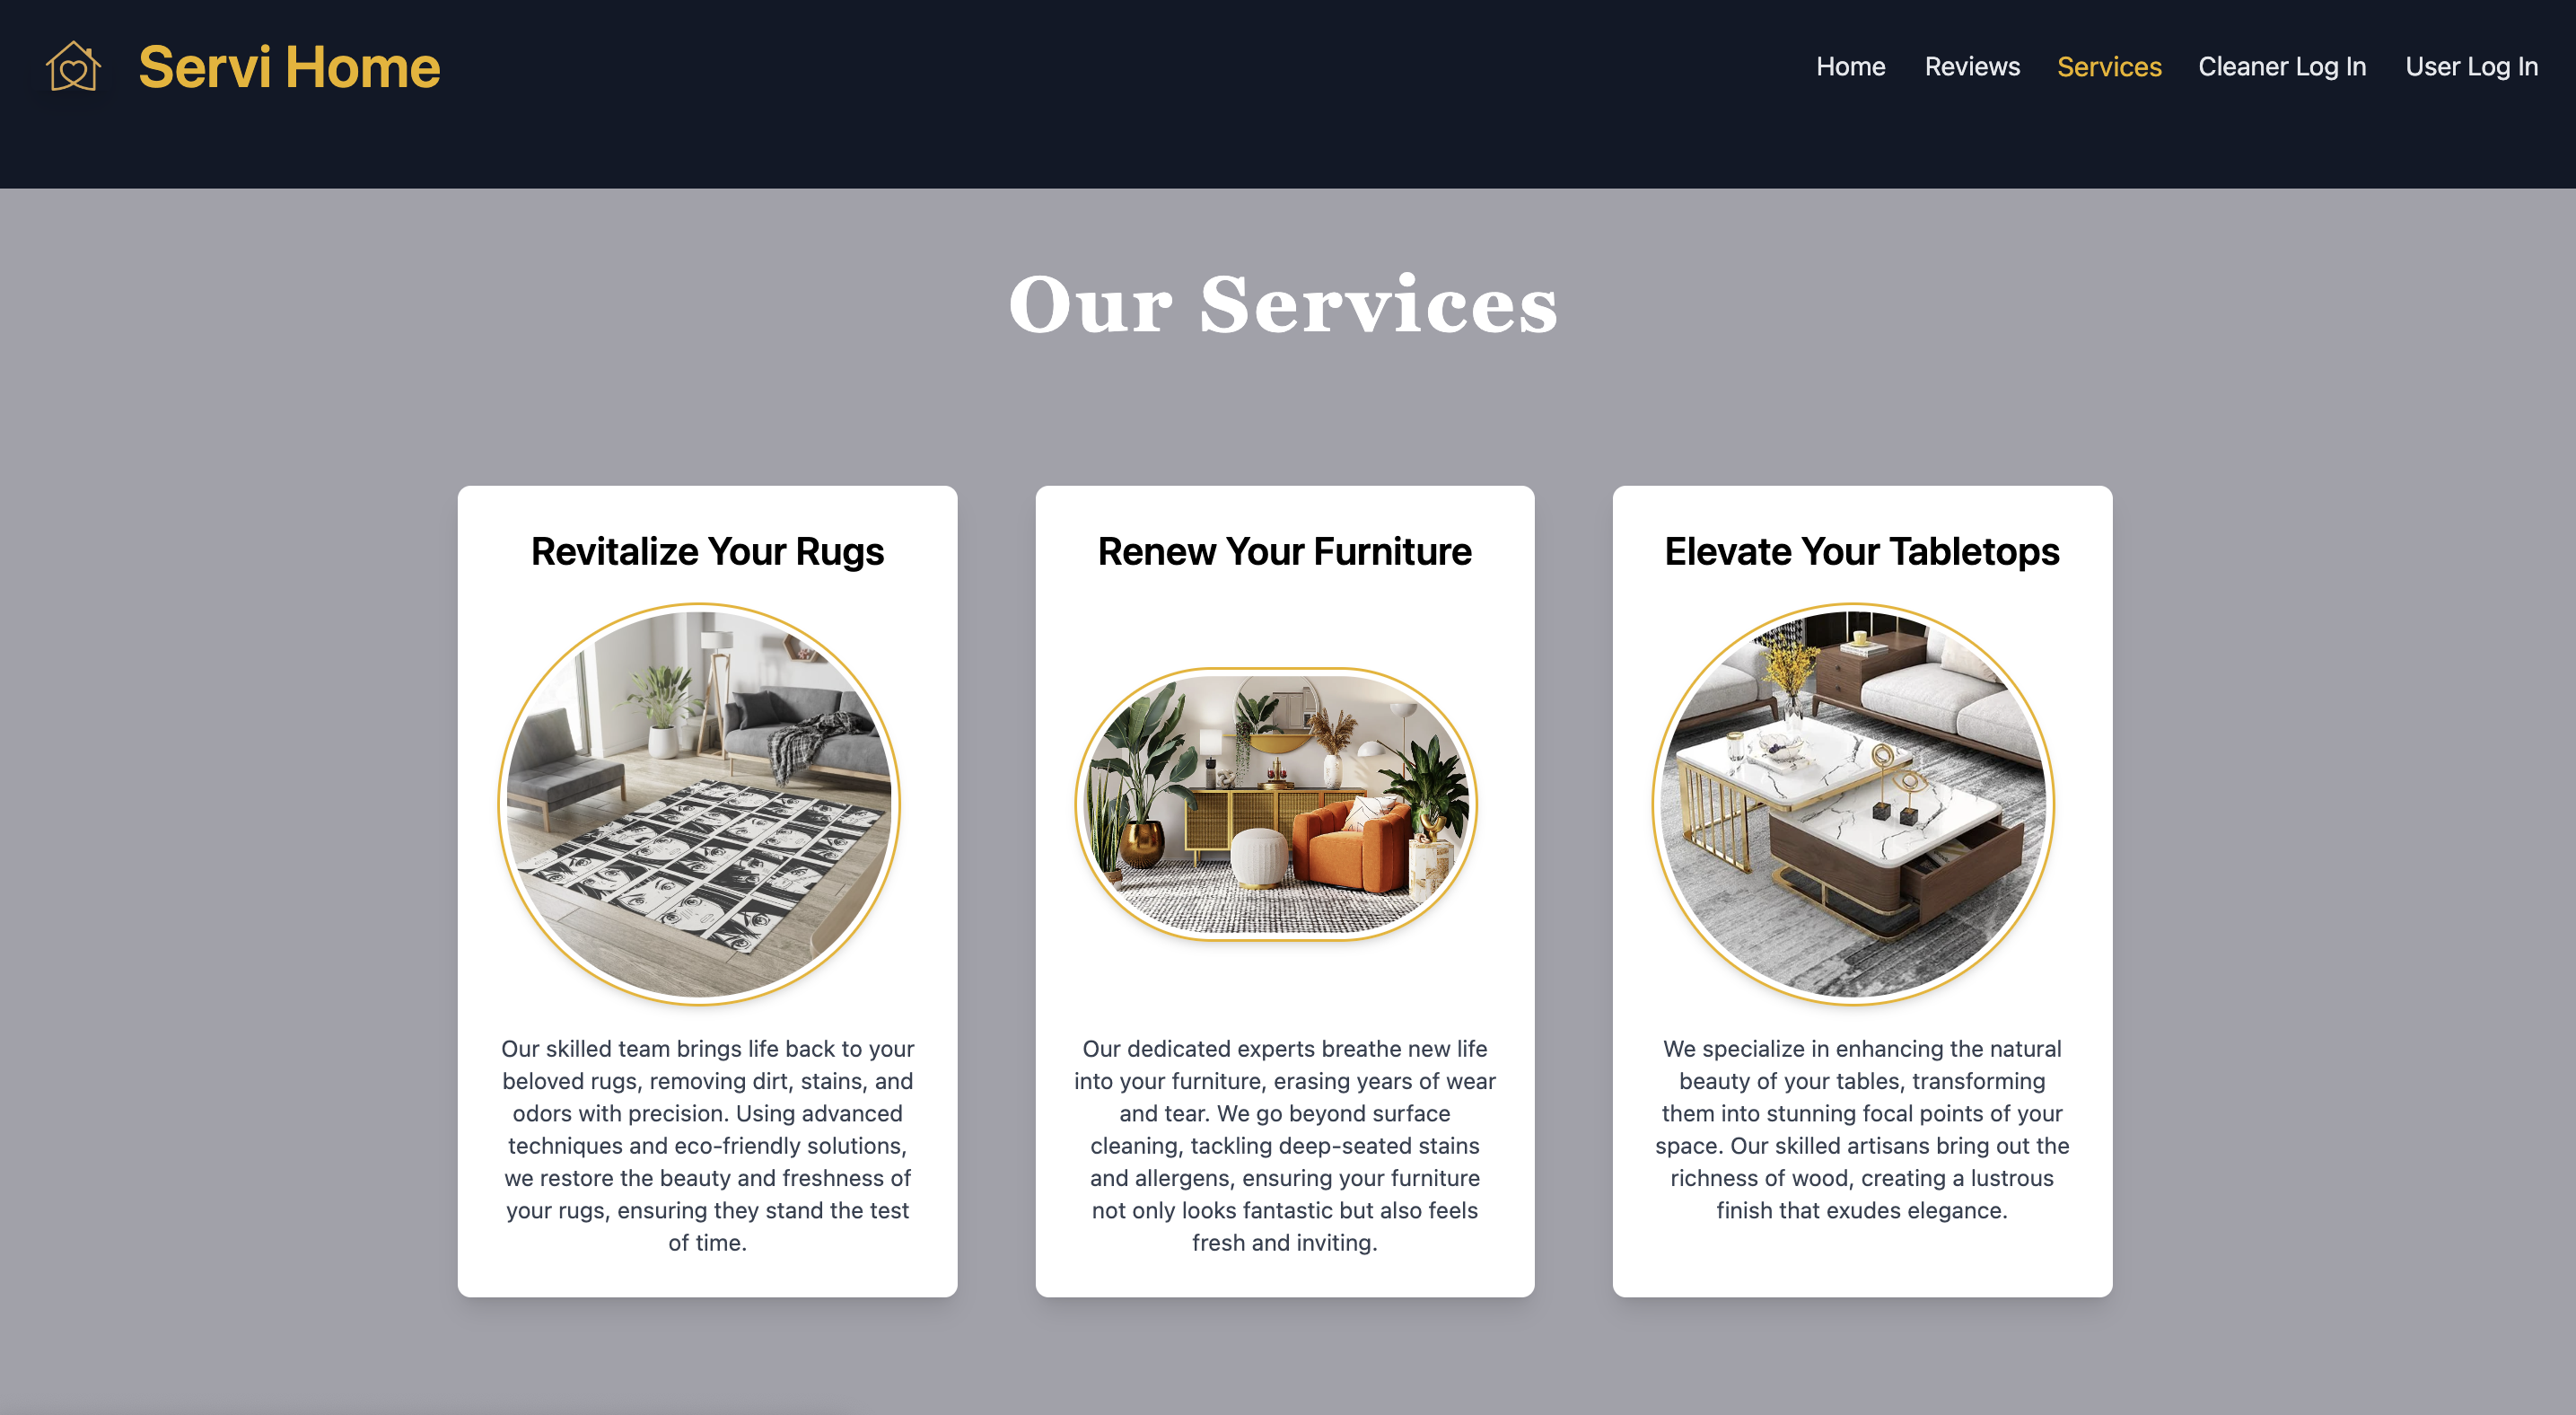 Servi Home
Home Reviews Services Cleaner Log In User Log In
Our Services
Revitalize Your Rugs
Our skilled team brings life back to your
beloved rugs, removing dirt, stains, and
odors with precision. Using advanced
techniques and eco-friendly solutions,
we restore the beauty and freshness of
your rugs, ensuring they stand the test
of time.
Renew Your Furniture
Our dedicated experts breathe new life
into your furniture, erasing years of wear
and tear. We go beyond surface
cleaning, tackling deep-seated stains
and allergens, ensuring your furniture
not only looks fantastic but also feels
fresh and inviting.
Elevate Your Tabletops
We specialize in enhancing the natural
beauty of your tables, transforming
them into stunning focal points of your
space. Our skilled artisans bring out the
richness of wood, creating a lustrous
finish that exudes elegance.